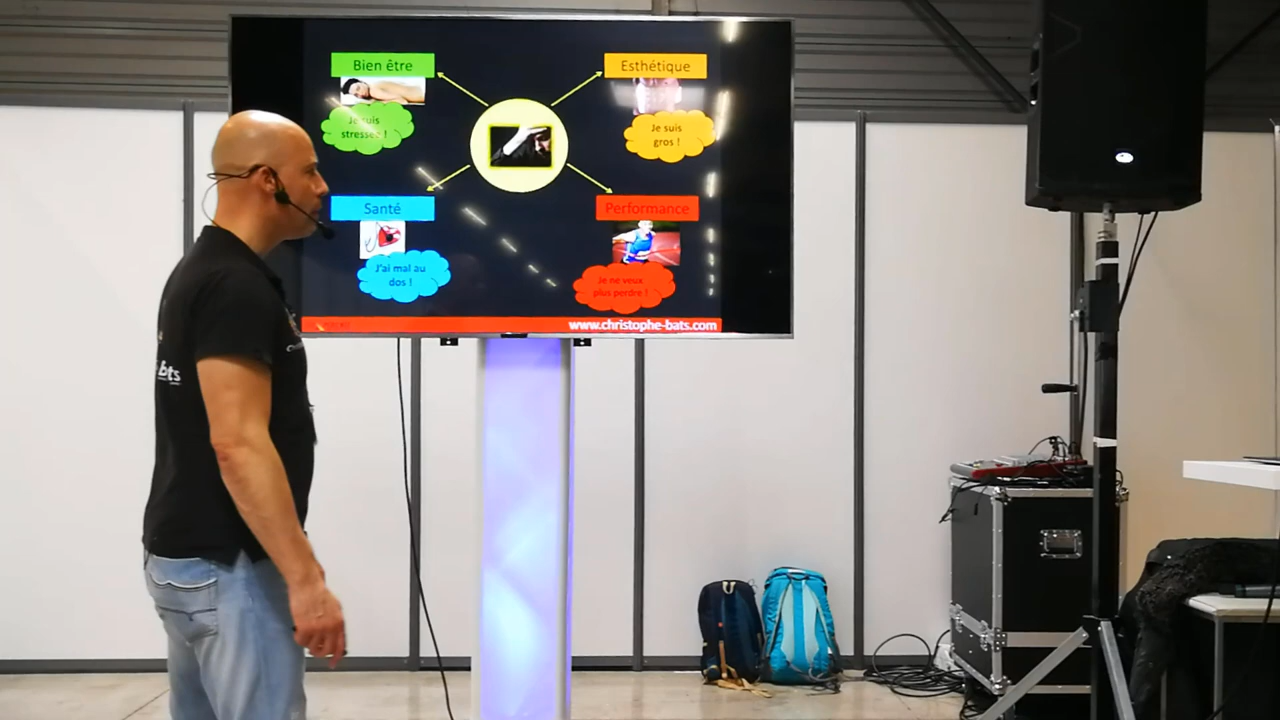 Bien être
Je suis
stressé !
Esthétique
Je suis
gros !
Santé
J'ai mal au
dos !
Performance
Je ne veux
plus perdre !
www.christophe-bats.com